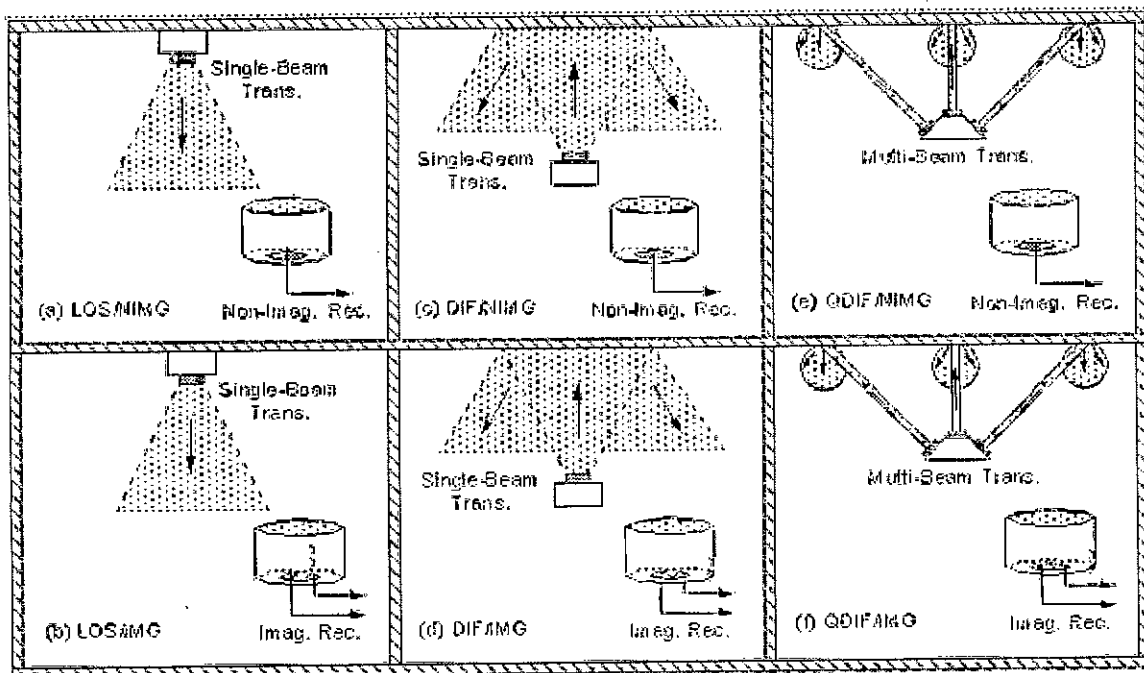 Single-Beam
Trans.
(a) LOS/NIMG
Non-Imag. Rec.
Single-Beam
Trans.
(c) DIF/NIMG
Non-Imag. Rec.
Multi-Beam Trans.
(e) QDIF/NIMG
Non-Imag. Rec.
Single-Beam
Trans.
(b) LOS/IMG
Imag. Rec.
Single-Beam
Trans.
(d) DIF/IMG
Imag. Rec.
Multi-Beam Trans.
(f) QDIF/IMG
Imag. Rec.